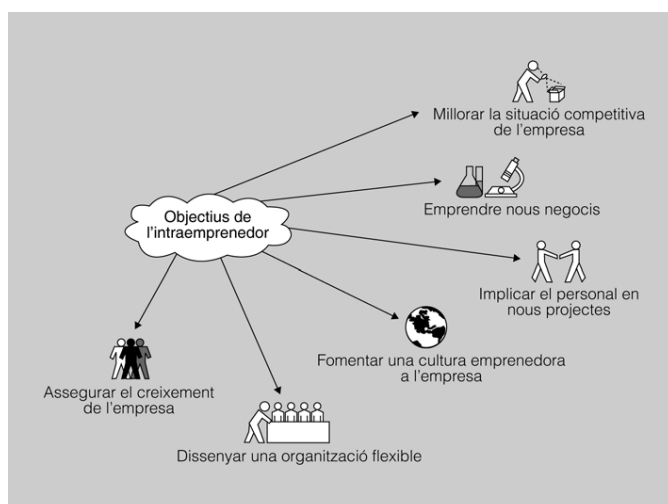 Millorar la situació competitiva
de l'empresa
Emprendre nous negocis
Objectius de
l'intraemprenedor
Implicar el personal en
nous projectes
Fomentar una cultura emprenedora
a l'empresa
Assegurar el creixement
de l'empresa
Dissenyar una organització flexible